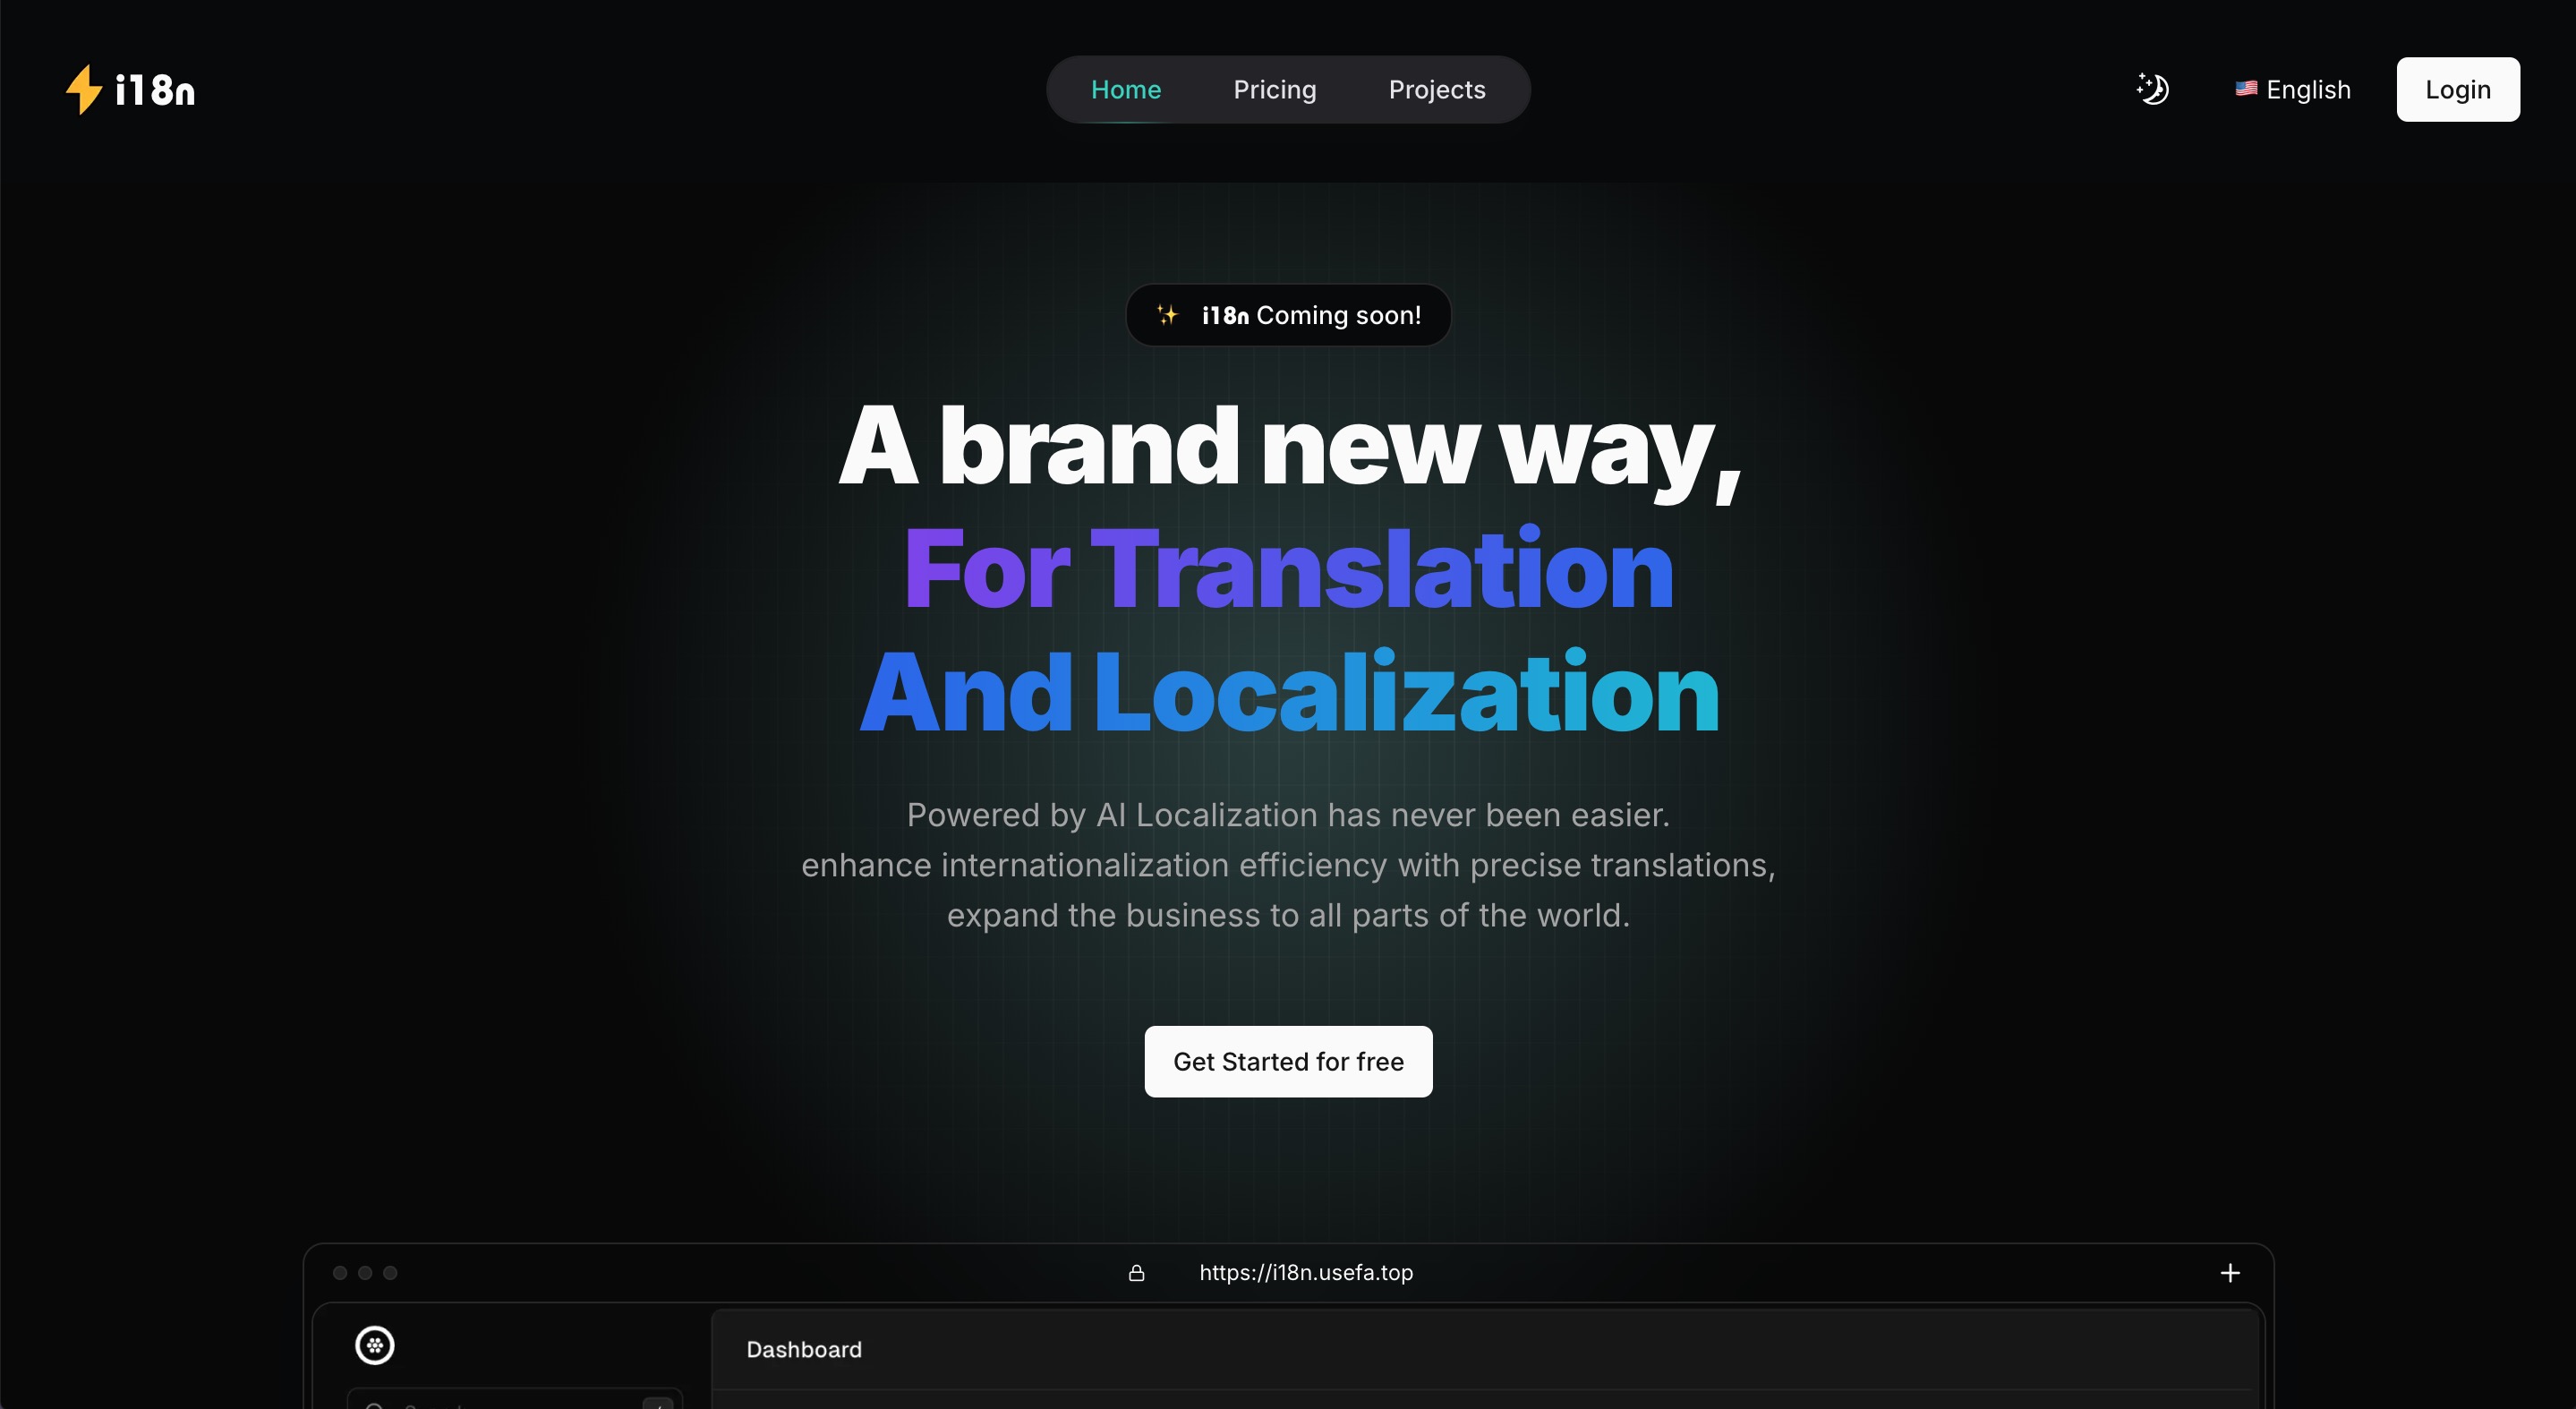 i18n
Home Pricing Projects
🇺🇸 English
Login
✨ i18n Coming soon!
A brand new way,
For Translation
And Localization
Powered by AI Localization has never been easier.
enhance internationalization efficiency with precise translations,
expand the business to all parts of the world.
Get Started for free
https://i18n.usefa.top
Dashboard